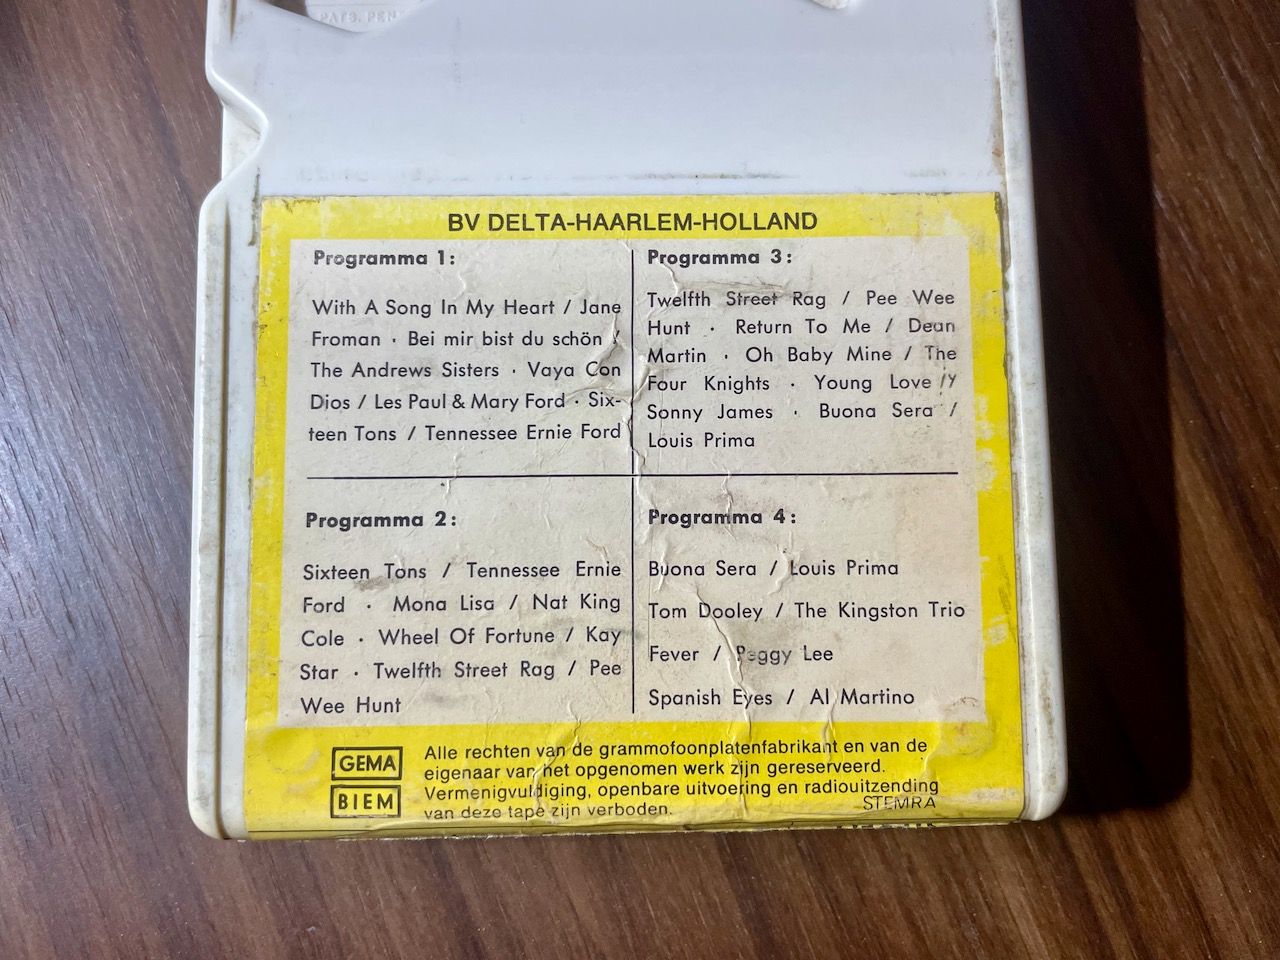 PATS. PEN
BV DELTA-HAARLEM-HOLLAND
Programma 1:
With A Song In My Heart / Jane
Froman · Bei mir bist du schön /
The Andrews Sisters · Vaya Con
Dios / Les Paul & Mary Ford · Six-
teen Tons / Tennessee Ernie Ford
Programma 2:
Sixteen Tons / Tennessee Ernie
Ford · Mona Lisa / Nat King
Cole · Wheel Of Fortune / Kay
Star · Twelfth Street Rag / Pee
Wee Hunt
Programma 3:
Twelfth Street Rag / Pee Wee
Hunt · Return To Me / Dean
Martin · Oh Baby Mine / The
Four Knights · Young Love /
Sonny James · Buona Sera /
Louis Prima
Programma 4:
Buona Sera / Louis Prima
Tom Dooley / The Kingston Trio
Fever / Peggy Lee
Spanish Eyes / Al Martino
GEMA
BIEM
Alle rechten van de grammofoonplatenfabrikant en van de
eigenaar van het opgenomen werk zijn gereserveerd.
Vermenigvuldiging, openbare uitvoering en radiouitzending
van deze tape zijn verboden.
STEMRA